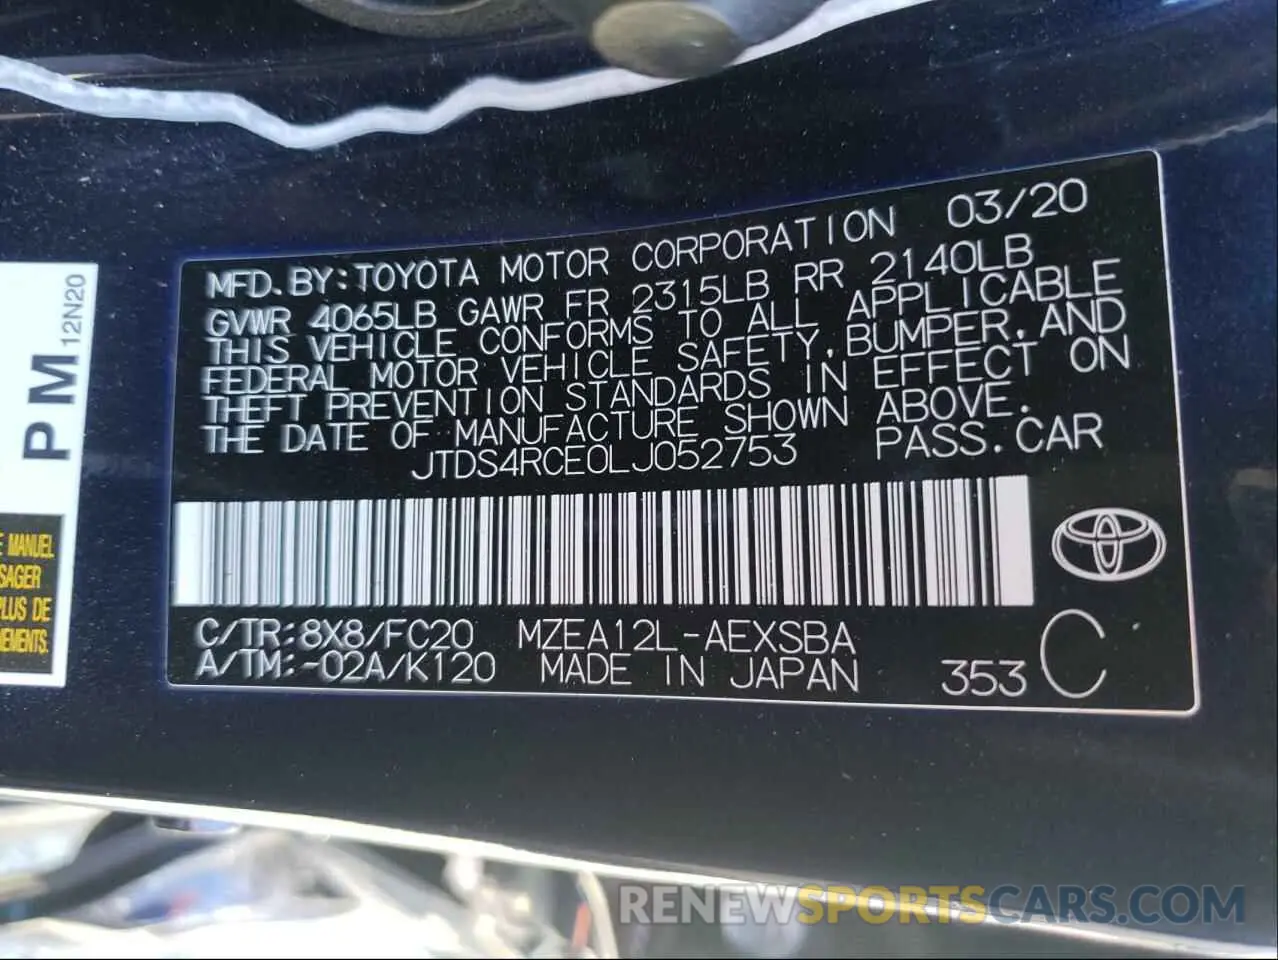 MFD. BY: TOYOTA MOTOR CORPORATION 03/20
GVWR 4065LB GAWR FR 2315LB RR 2140LB
THIS VEHICLE CONFORMS TO ALL APPLICABLE
FEDERAL MOTOR VEHICLE SAFETY, BUMPER, AND
THEFT PREVENTION STANDARDS IN EFFECT ON
THE DATE OF MANUFACTURE SHOWN ABOVE.
JTDS4RCE0LJ052753 PASS. CAR
C/TR: 8X8/FC20 MZEA12L-AEXSBA
A/TM: -02A/K120 MADE IN JAPAN 353 C
PM 12N20
E MANUEL
SAGER
PLUS DE
REMENTS.
RENEWSPORTSCARS.COM